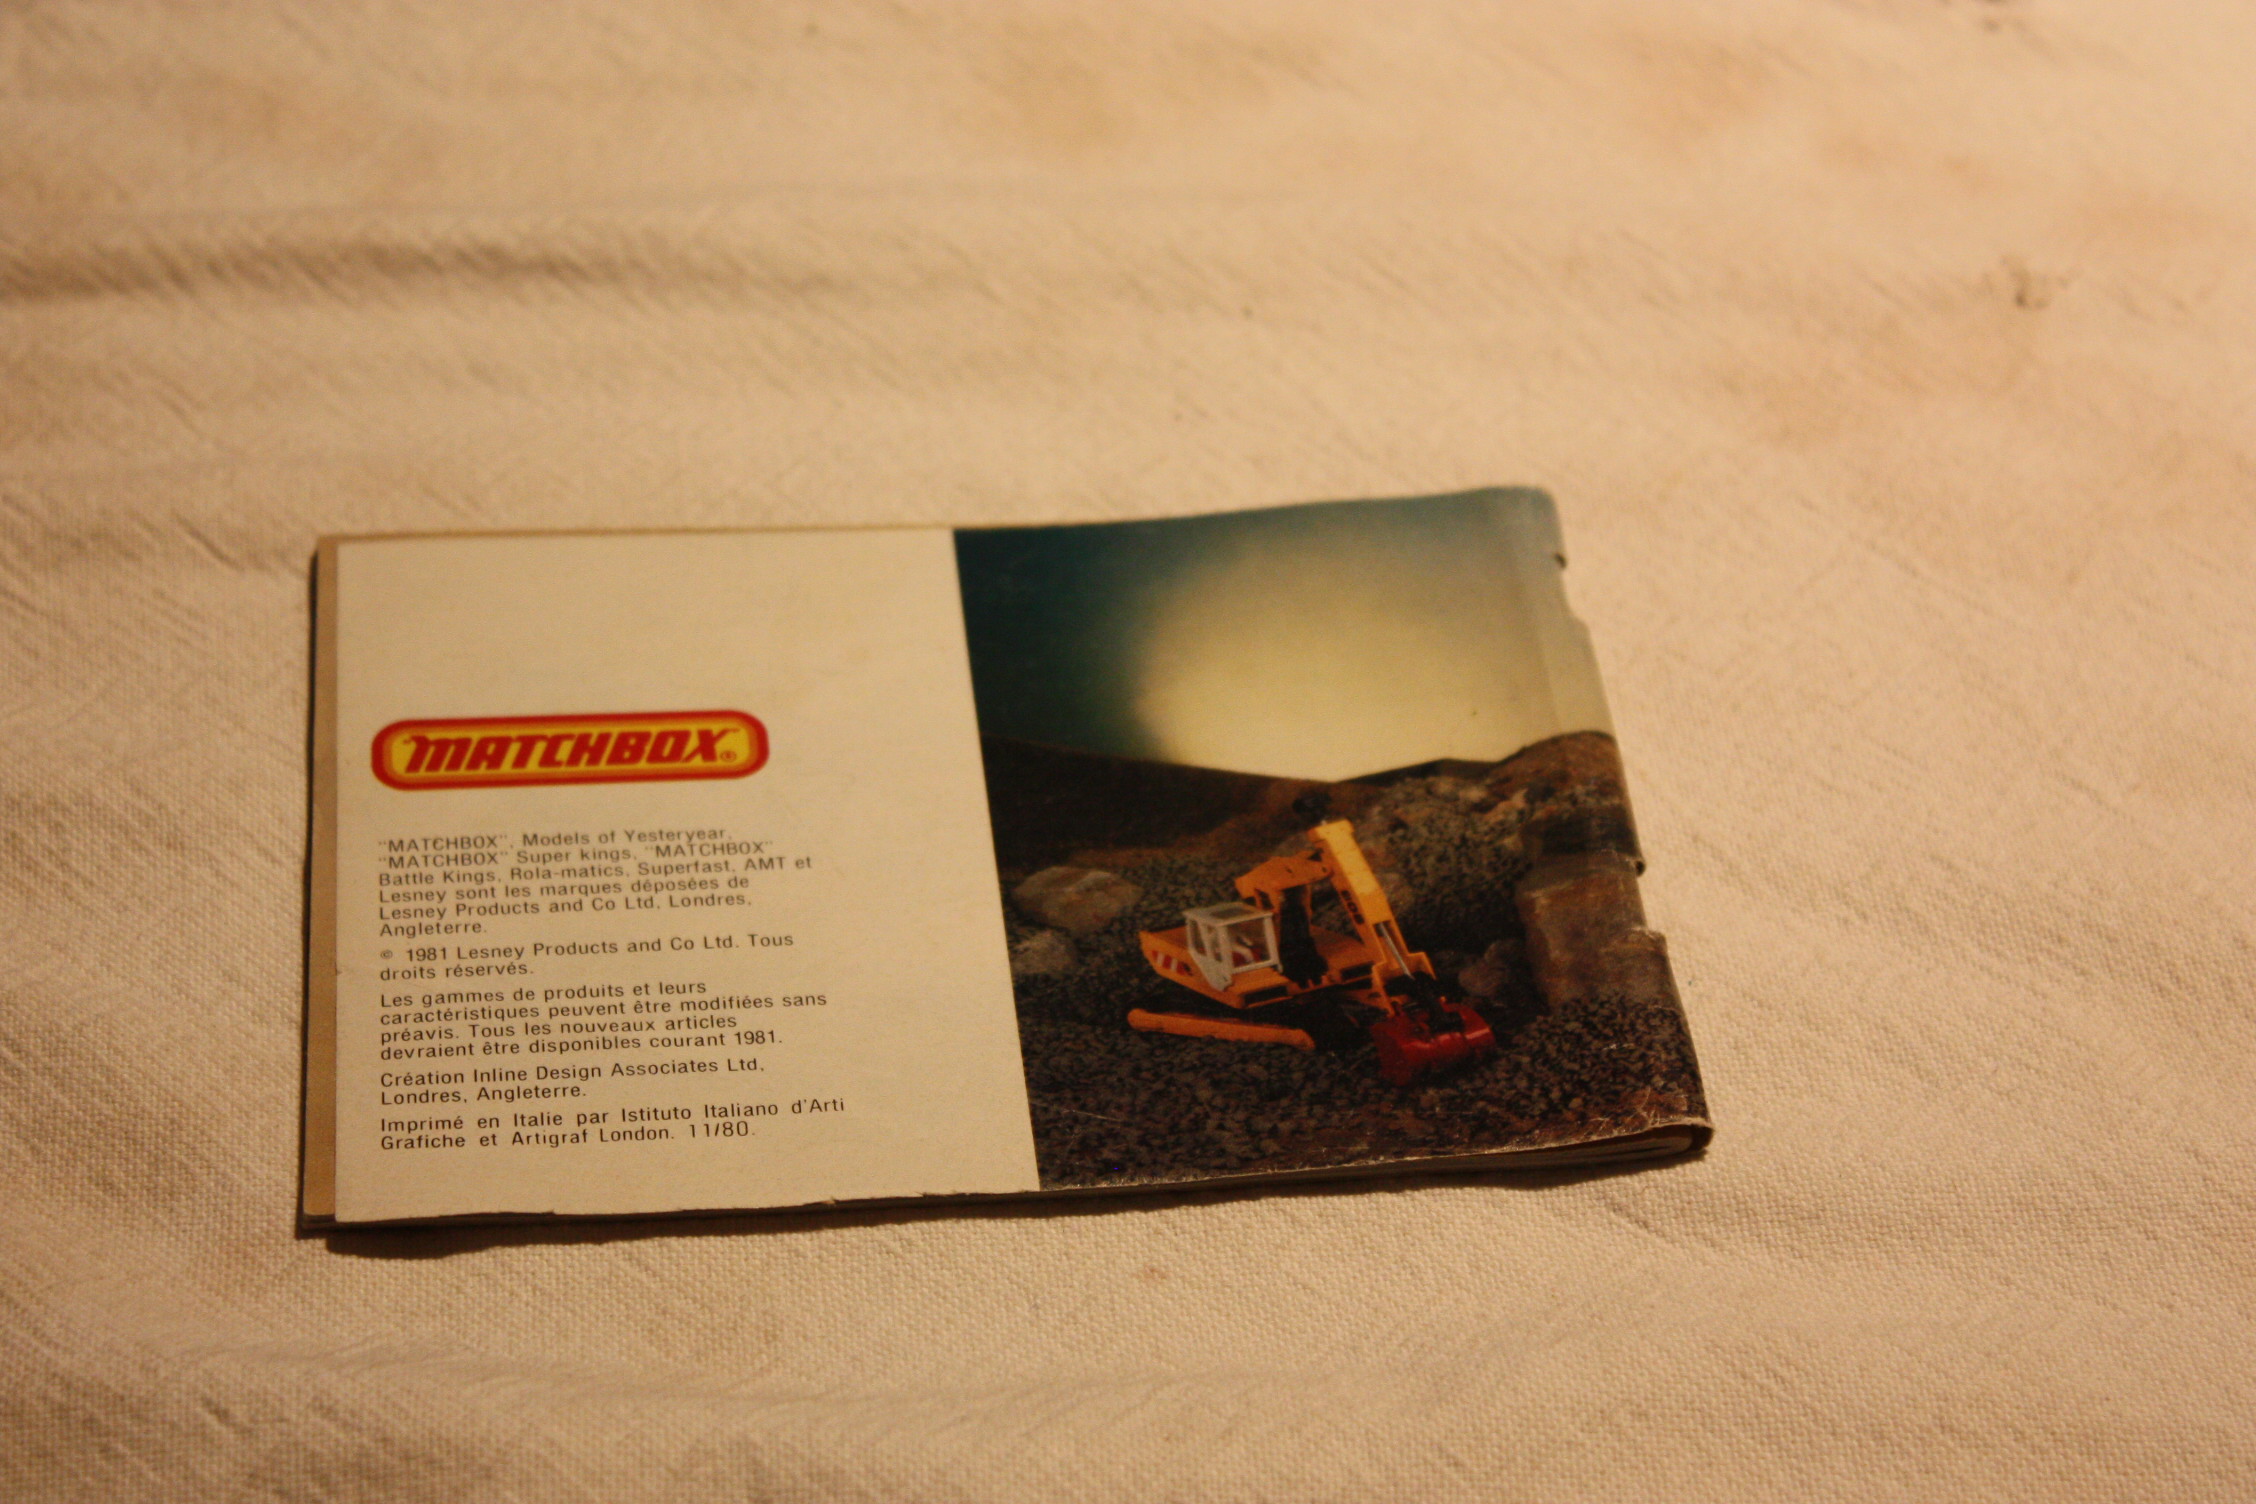 MATCHBOX®
"MATCHBOX", Models of Yesteryear,
"MATCHBOX" Super kings, "MATCHBOX"
Battle Kings, Rola-matics, Superfast, AMT et
Lesney sont les marques déposées de
Lesney Products and Co Ltd, Londres,
Angleterre.
© 1981 Lesney Products and Co Ltd. Tous
droits réservés.
Les gammes de produits et leurs
caractéristiques peuvent être modifiées sans
préavis. Tous les nouveaux articles
devraient être disponibles courant 1981.
Création Inline Design Associates Ltd,
Londres, Angleterre.
Imprimé en Italie par Istituto Italiano d'Arti
Grafiche et Artigraf London. 11/80.